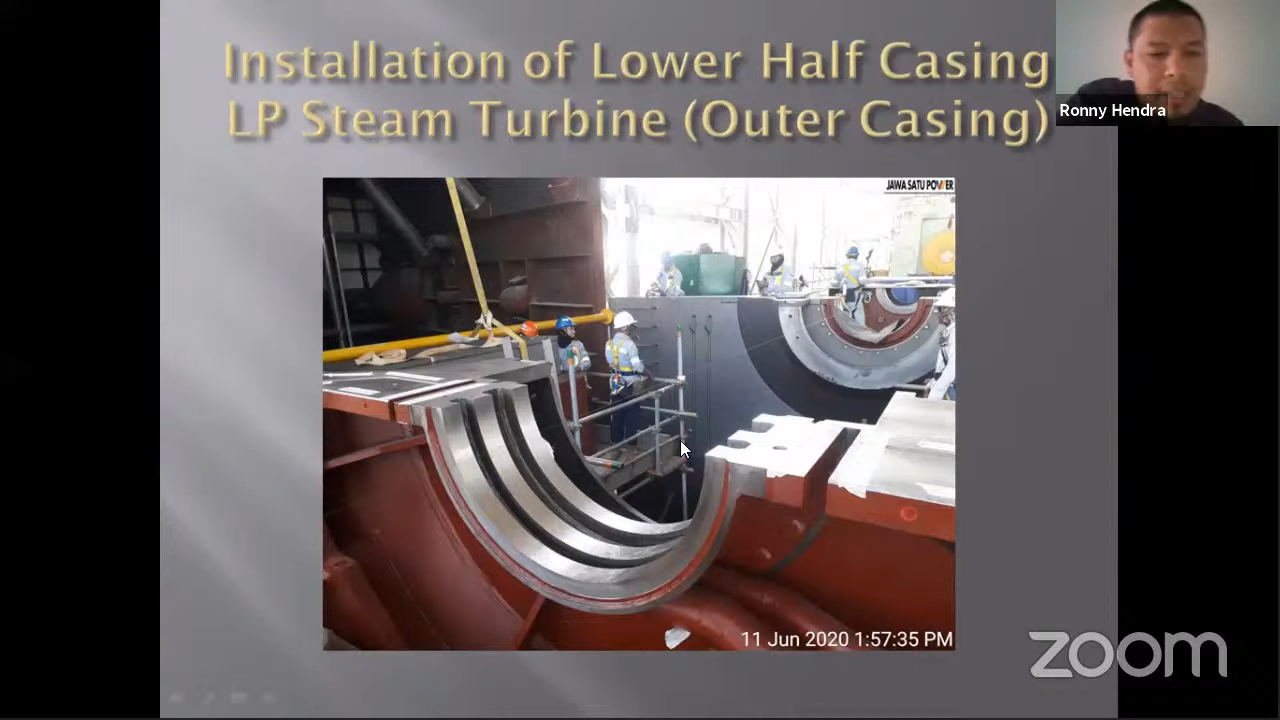 Installation of Lower Half Casing
LP Steam Turbine (Outer Casing)
Ronny Hendra
JAWA SATU POWER
11 Jun 2020 1:57:35 PM
zoom